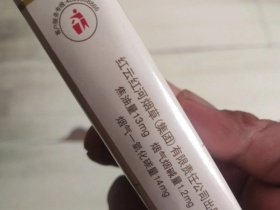 红云红河烟草(集团)有限责任公司出品
焦油量13mg 烟气烟碱量1.2mg
烟气一氧化碳量14mg